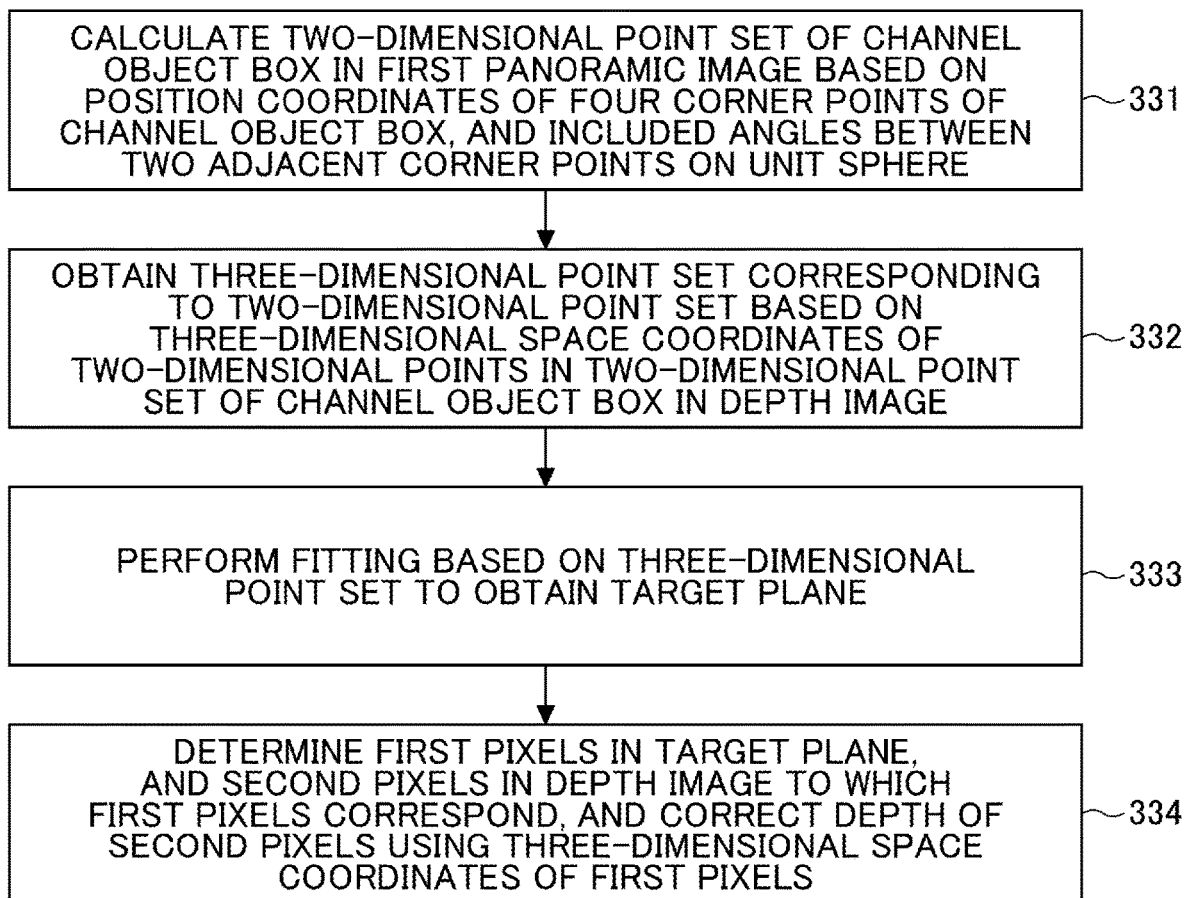 CALCULATE TWO-DIMENSIONAL POINT SET OF CHANNEL
OBJECT BOX IN FIRST PANORAMIC IMAGE BASED ON
POSITION COORDINATES OF FOUR CORNER POINTS OF
CHANNEL OBJECT BOX, AND INCLUDED ANGLES BETWEEN
TWO ADJACENT CORNER POINTS ON UNIT SPHERE
331
OBTAIN THREE-DIMENSIONAL POINT SET CORRESPONDING
TO TWO-DIMENSIONAL POINT SET BASED ON
THREE-DIMENSIONAL SPACE COORDINATES OF
TWO-DIMENSIONAL POINTS IN TWO-DIMENSIONAL POINT
SET OF CHANNEL OBJECT BOX IN DEPTH IMAGE
332
PERFORM FITTING BASED ON THREE-DIMENSIONAL
POINT SET TO OBTAIN TARGET PLANE
333
DETERMINE FIRST PIXELS IN TARGET PLANE,
AND SECOND PIXELS IN DEPTH IMAGE TO WHICH
FIRST PIXELS CORRESPOND, AND CORRECT DEPTH OF
SECOND PIXELS USING THREE-DIMENSIONAL SPACE
COORDINATES OF FIRST PIXELS
334